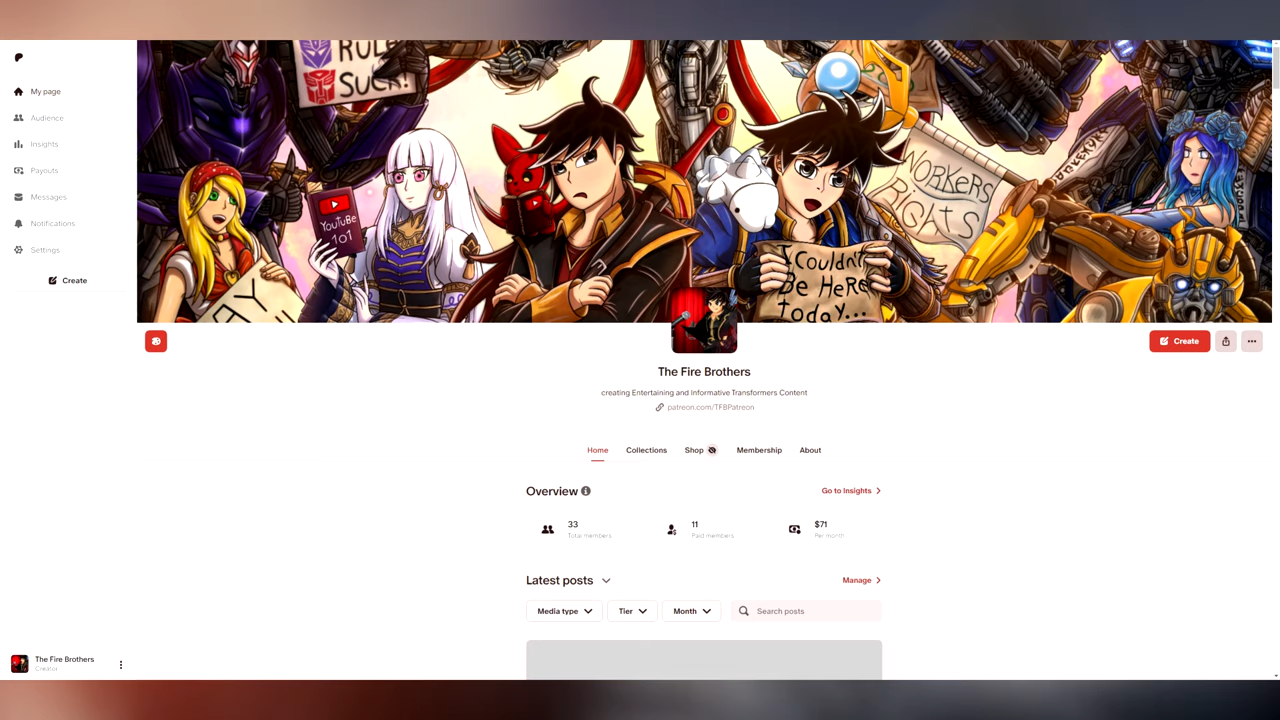 RULE
SUCK!
YouTube
101
WORKERS
RIGHTS
I Couldn't
Be HeRe
today...
My page
Audience
Insights
Payouts
Messages
Notifications
Settings
Create
Create
The Fire Brothers
creating Entertaining and Informative Transformers Content
patreon.com/TFBPatreon
Home Collections Shop Membership About
Overview
Go to Insights
33 11 $71
Total members Paid members Per month
Latest posts
Manage
Media type Tier Month Search posts
The Fire Brothers
Creator